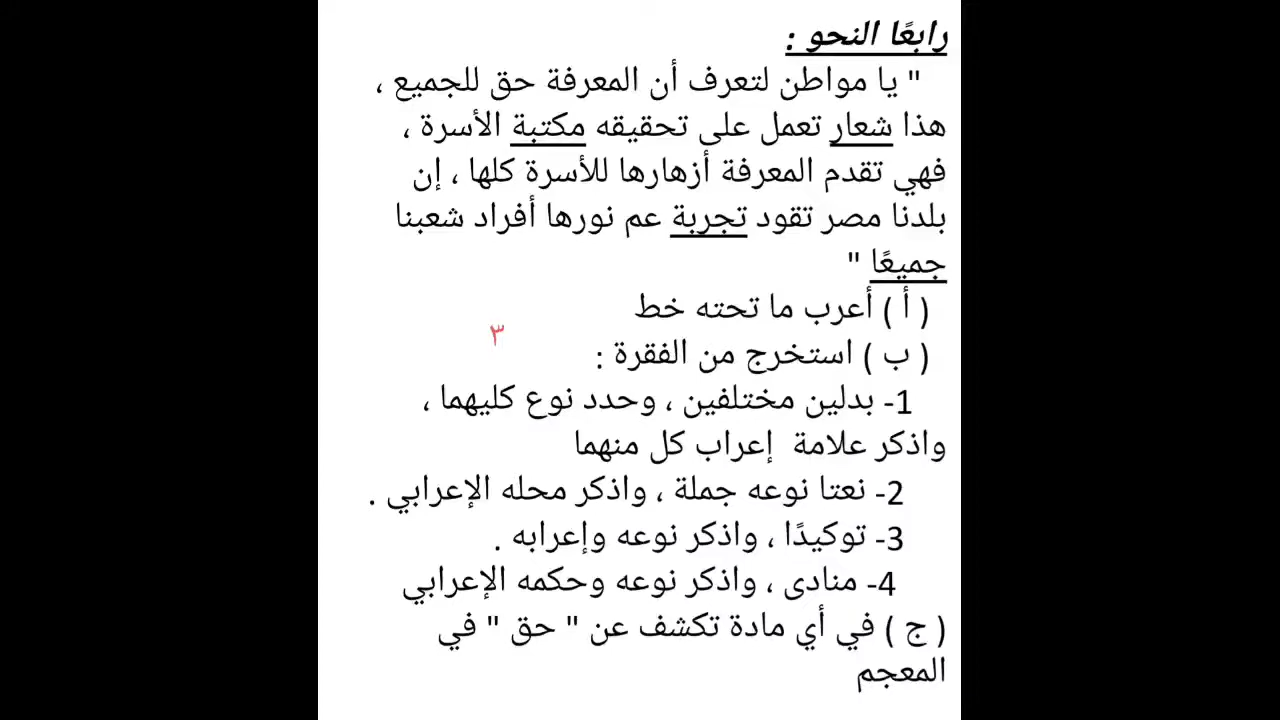 رابعًا النحو :
" يا مواطن لتعرف أن المعرفة حق للجميع ،
هذا شعار تعمل على تحقيقه مكتبة الأسرة ،
فهي تقدم المعرفة أزهارها للأسرة كلها ، إن
بلدنا مصر تقود تجربة عم نورها أفراد شعبنا
جميعًا "
( أ ) أعرب ما تحته خط
٣
( ب ) استخرج من الفقرة :
1- بدلين مختلفين ، وحدد نوع كليهما ،
واذكر علامة إعراب كل منهما
2- نعتا نوعه جملة ، واذكر محله الإعرابي .
3- توكيدًا ، واذكر نوعه وإعرابه .
4- منادى ، واذكر نوعه وحكمه الإعرابي
( ج ) في أي مادة تكشف عن " حق " في
المعجم